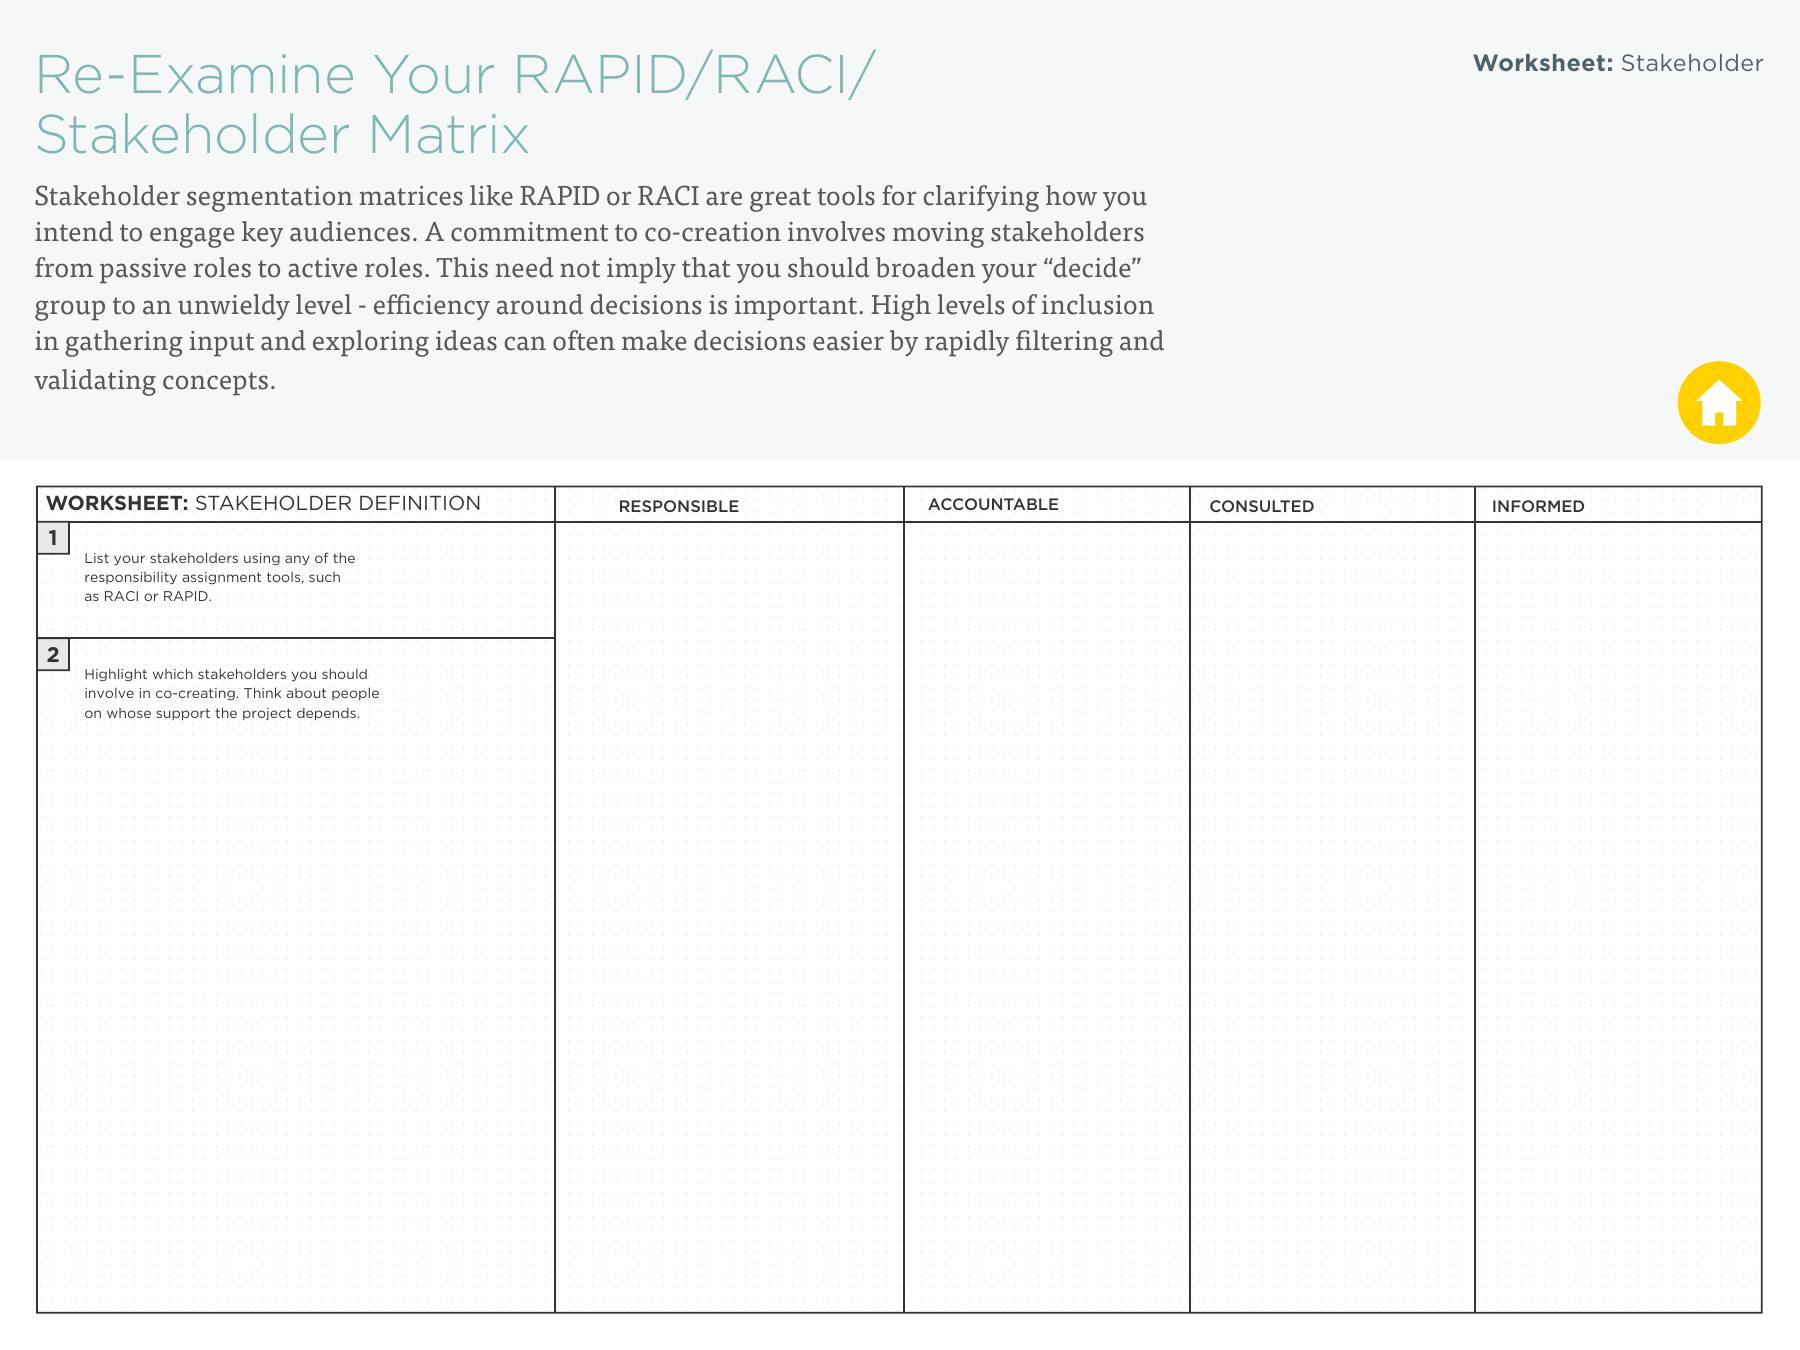 Re-Examine Your RAPID/RACI/
Stakeholder Matrix
Worksheet: Stakeholder
Stakeholder segmentation matrices like RAPID or RACI are great tools for clarifying how you
intend to engage key audiences. A commitment to co-creation involves moving stakeholders
from passive roles to active roles. This need not imply that you should broaden your “decide”
group to an unwieldy level - efficiency around decisions is important. High levels of inclusion
in gathering input and exploring ideas can often make decisions easier by rapidly filtering and
validating concepts.
WORKSHEET: STAKEHOLDER DEFINITION
RESPONSIBLE
ACCOUNTABLE
CONSULTED
INFORMED
1
List your stakeholders using any of the
responsibility assignment tools, such
as RACI or RAPID.
2
Highlight which stakeholders you should
involve in co-creating. Think about people
on whose support the project depends.